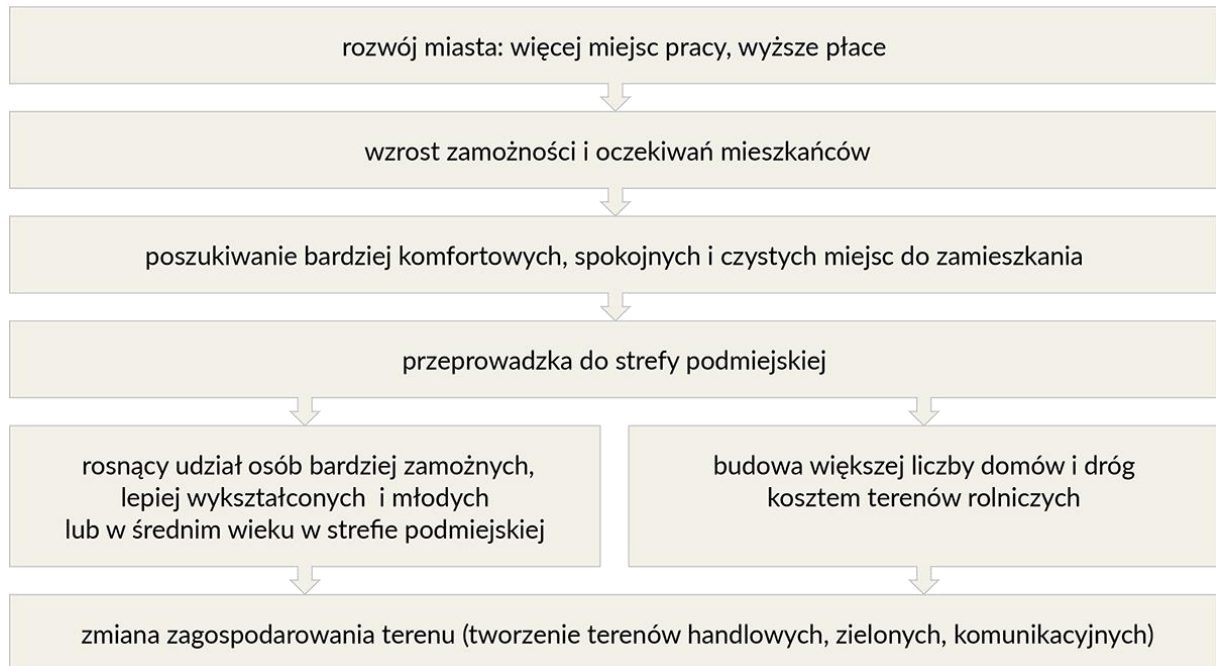 rozwój miasta: więcej miejsc pracy, wyższe płace
wzrost zamożności i oczekiwań mieszkańców
poszukiwanie bardziej komfortowych, spokojnych i czystych miejsc do zamieszkania
przeprowadzka do strefy podmiejskiej
rosnący udział osób bardziej zamożnych,
lepiej wykształconych i młodych
lub w średnim wieku w strefie podmiejskiej
budowa większej liczby domów i dróg
kosztem terenów rolniczych
zmiana zagospodarowania terenu (tworzenie terenów handlowych, zielonych, komunikacyjnych)